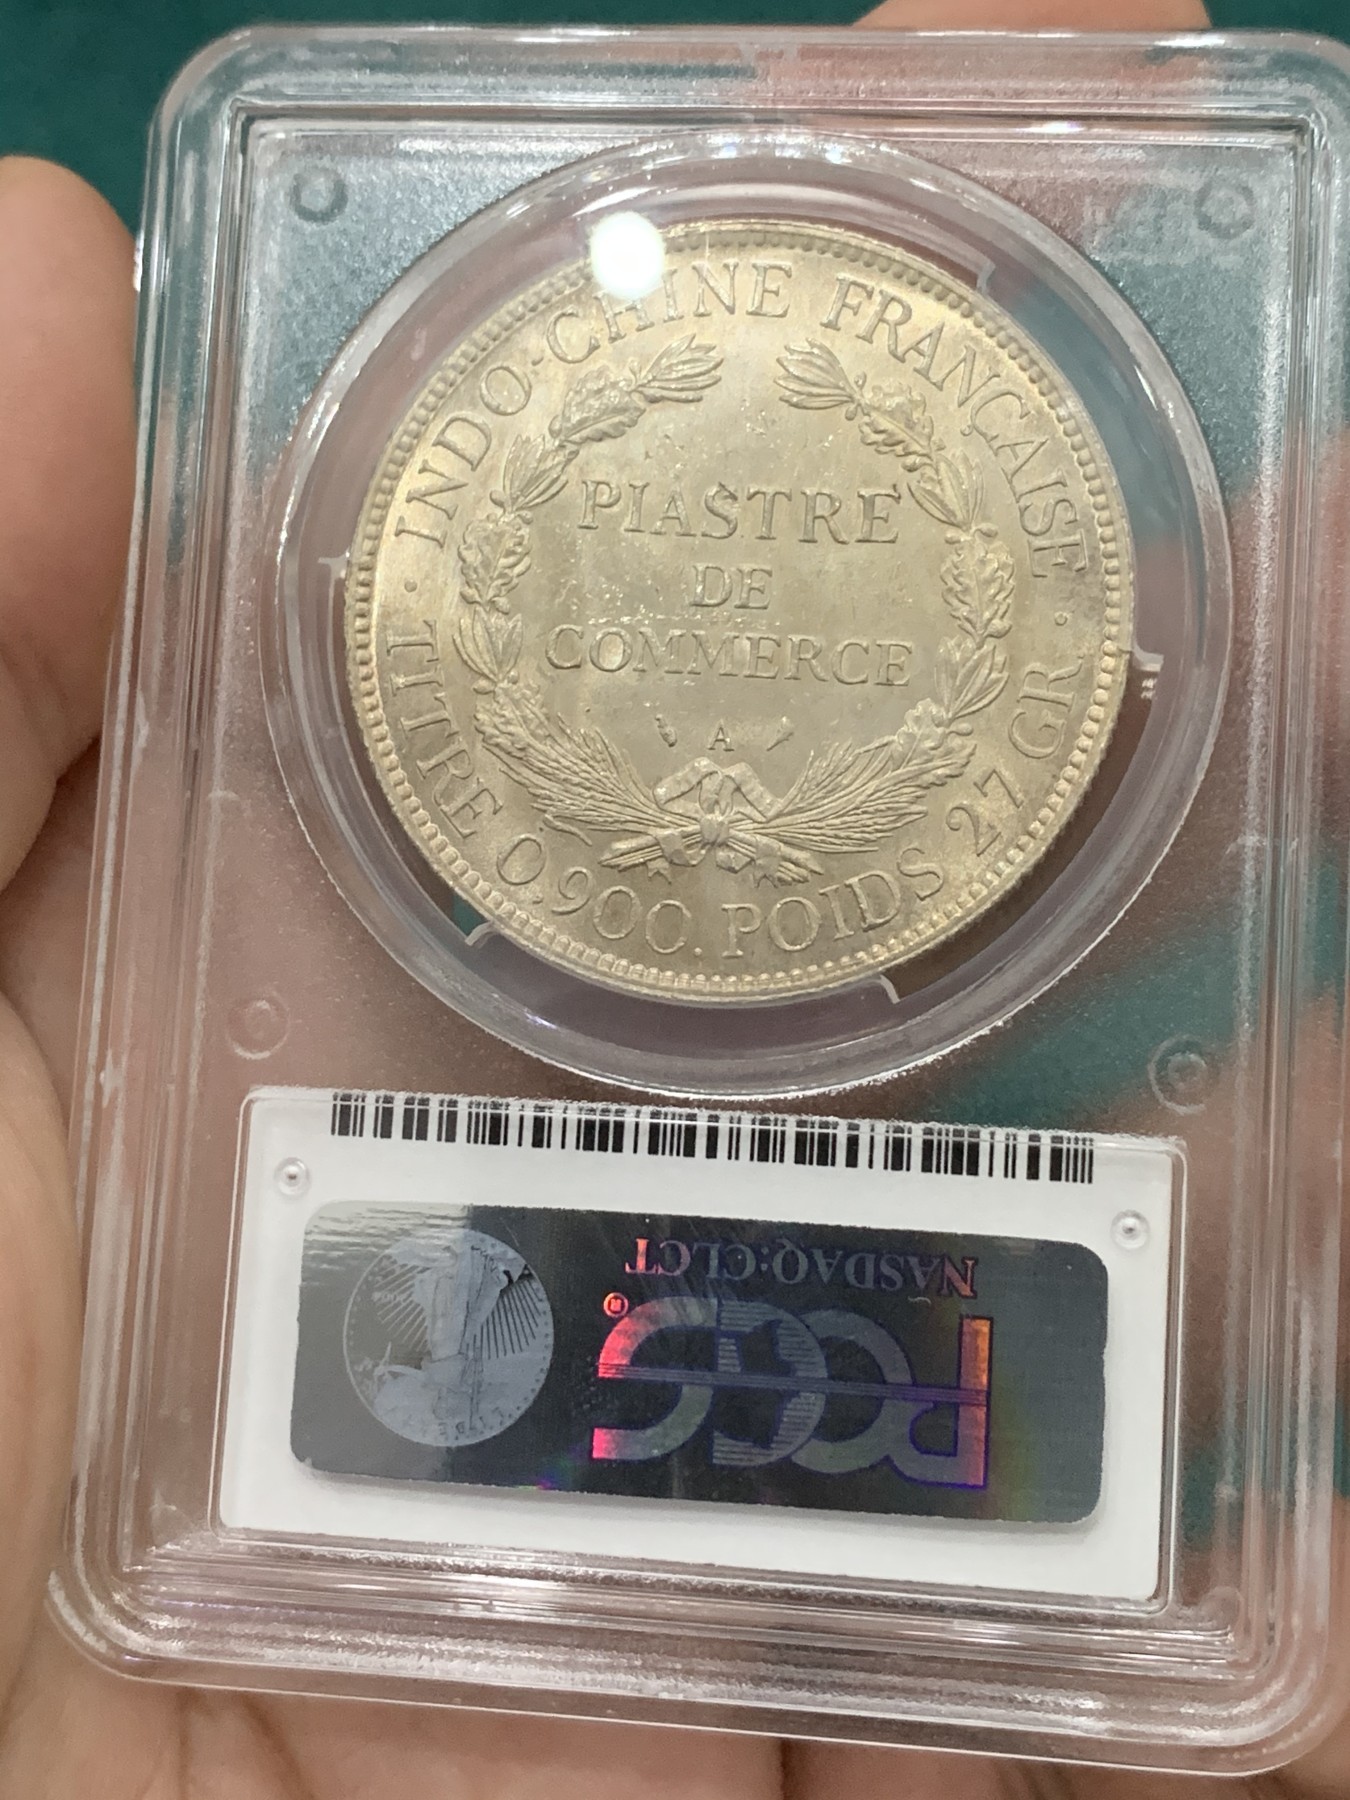 · INDO-CHINE FRANÇAISE ·
PIASTRE
DE
COMMERCE
A
TITRE 0,900. POIDS 27 GR.
NASDAQ:CLCT
PCGS®